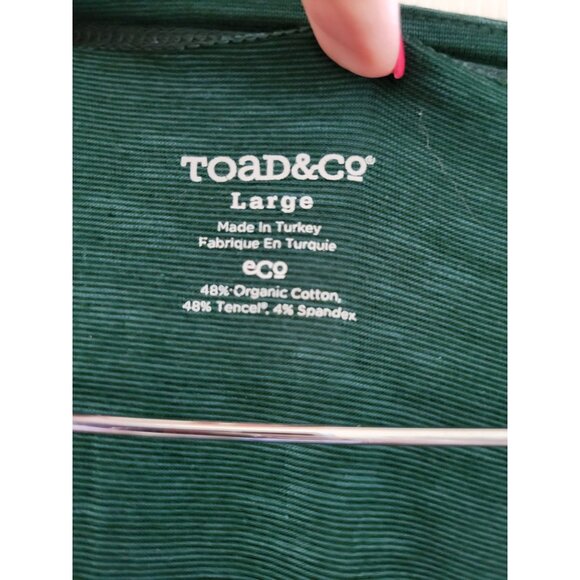 TOAD&CO®
Large
Made In Turkey
Fabrique En Turquie
eco
48% Organic Cotton,
48% Tencel®, 4% Spandex